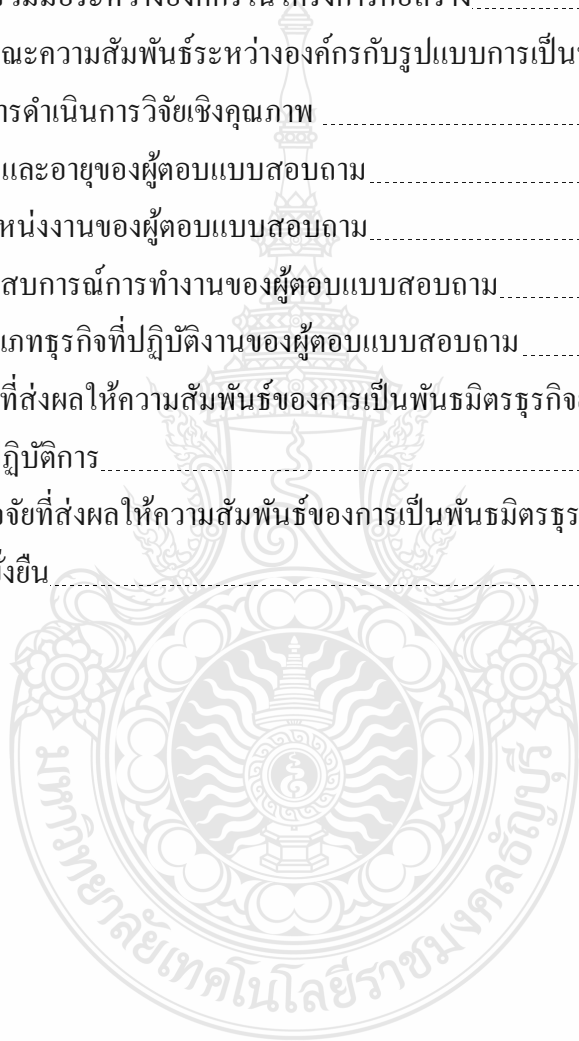 ร่วมมือระหว่างองค์กรในโครงการก่อสร้าง
ณะความสัมพันธ์ระหว่างองค์กรกับรูปแบบการเป็น
ารดำเนินการวิจัยเชิงคุณภาพ
และอายุของผู้ตอบแบบสอบถาม
หน่งงานของผู้ตอบแบบสอบถาม
สบการณ์การทำงานของผู้ตอบแบบสอบถาม
เภทธุรกิจที่ปฏิบัติงานของผู้ตอบแบบสอบถาม
ที่ส่งผลให้ความสัมพันธ์ของการเป็นพันธมิตรธุรกิจ
ฏิบัติการ
จัยที่ส่งผลให้ความสัมพันธ์ของการเป็นพันธมิตรธุร
ั่งยืน
มหาวิทยาลัยเทคโนโลยีราชมงคลธัญบุรี